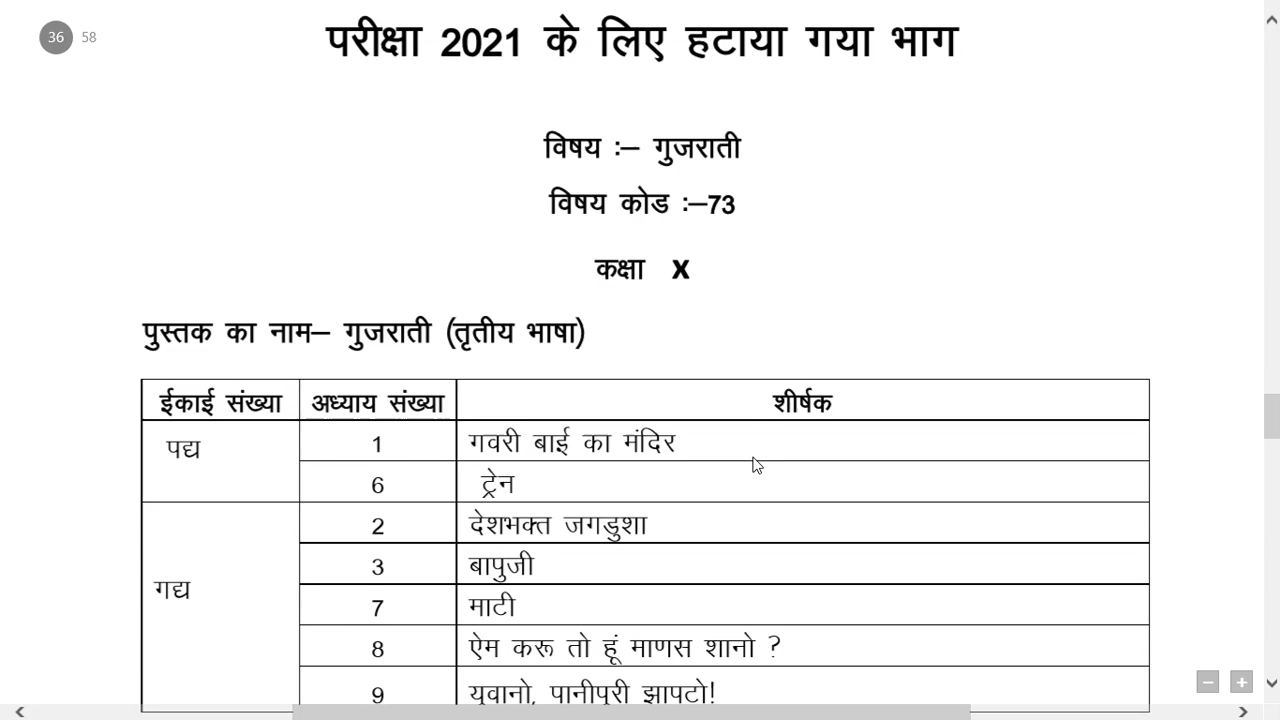 36 58
परीक्षा 2021 के लिए हटाया गया भाग
विषय :– गुजराती
विषय कोड :–73
कक्षा X
पुस्तक का नाम– गुजराती (तृतीय भाषा)
ईकाई संख्या अध्याय संख्या शीर्षक
पद्य 1 गवरी बाई का मंदिर
6 ट्रेन
2 देशभक्त जगडुशा
3 बापुजी
गद्य
7 माटी
8 ऐम करू तो हूं माणस शानो ?
9 युवानो, पानीपुरी झापटो!